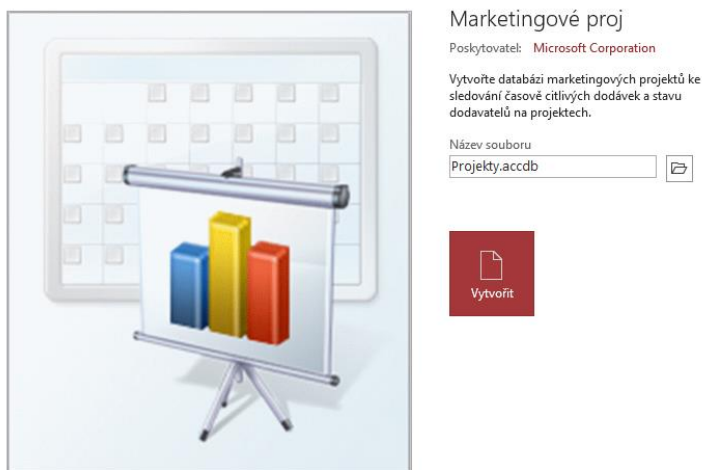 Marketingové proj
Poskytovatel: Microsoft Corporation
Vytvořte databázi marketingových projektů ke
sledování časově citlivých dodávek a stavu
dodavatelů na projektech.
Název souboru
Projekty.accdb
Vytvořit